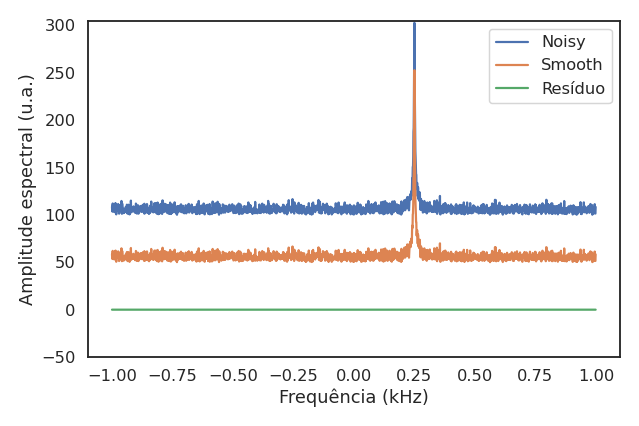 300
250
200
150
100
50
0
−50
Amplitude espectral (u.a.)
Noisy
Smooth
Resíduo
−1.00 −0.75 −0.50 −0.25 0.00 0.25 0.50 0.75 1.00
Frequência (kHz)